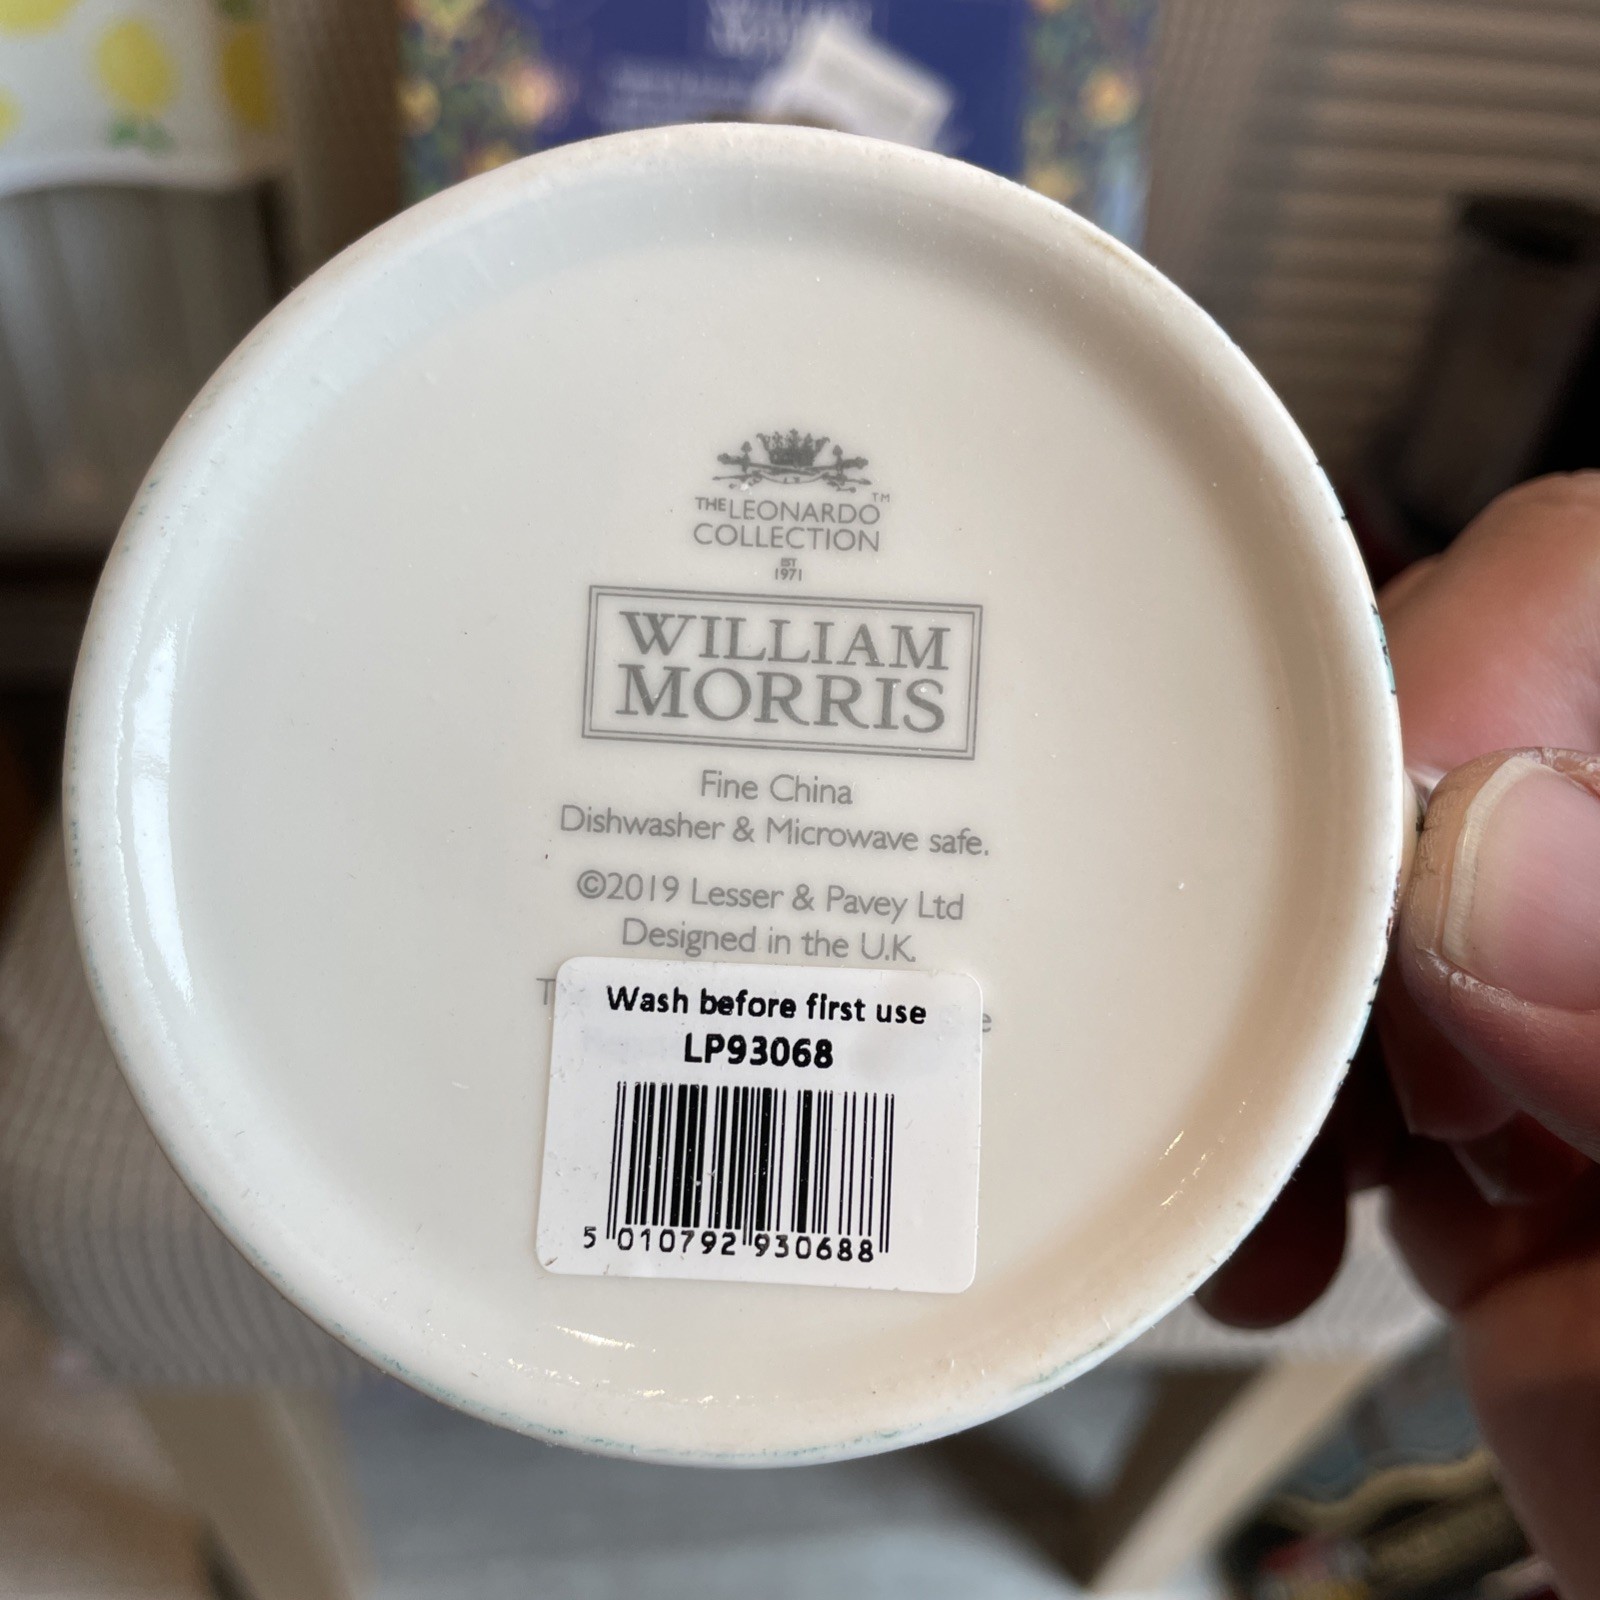 WILLIAM
THE LEONARDO™
COLLECTION
EST
1971
WILLIAM
MORRIS
Fine China
Dishwasher & Microwave safe.
©2019 Lesser & Pavey Ltd
Designed in the U.K.
Wash before first use
LP93068
5 010792 930688